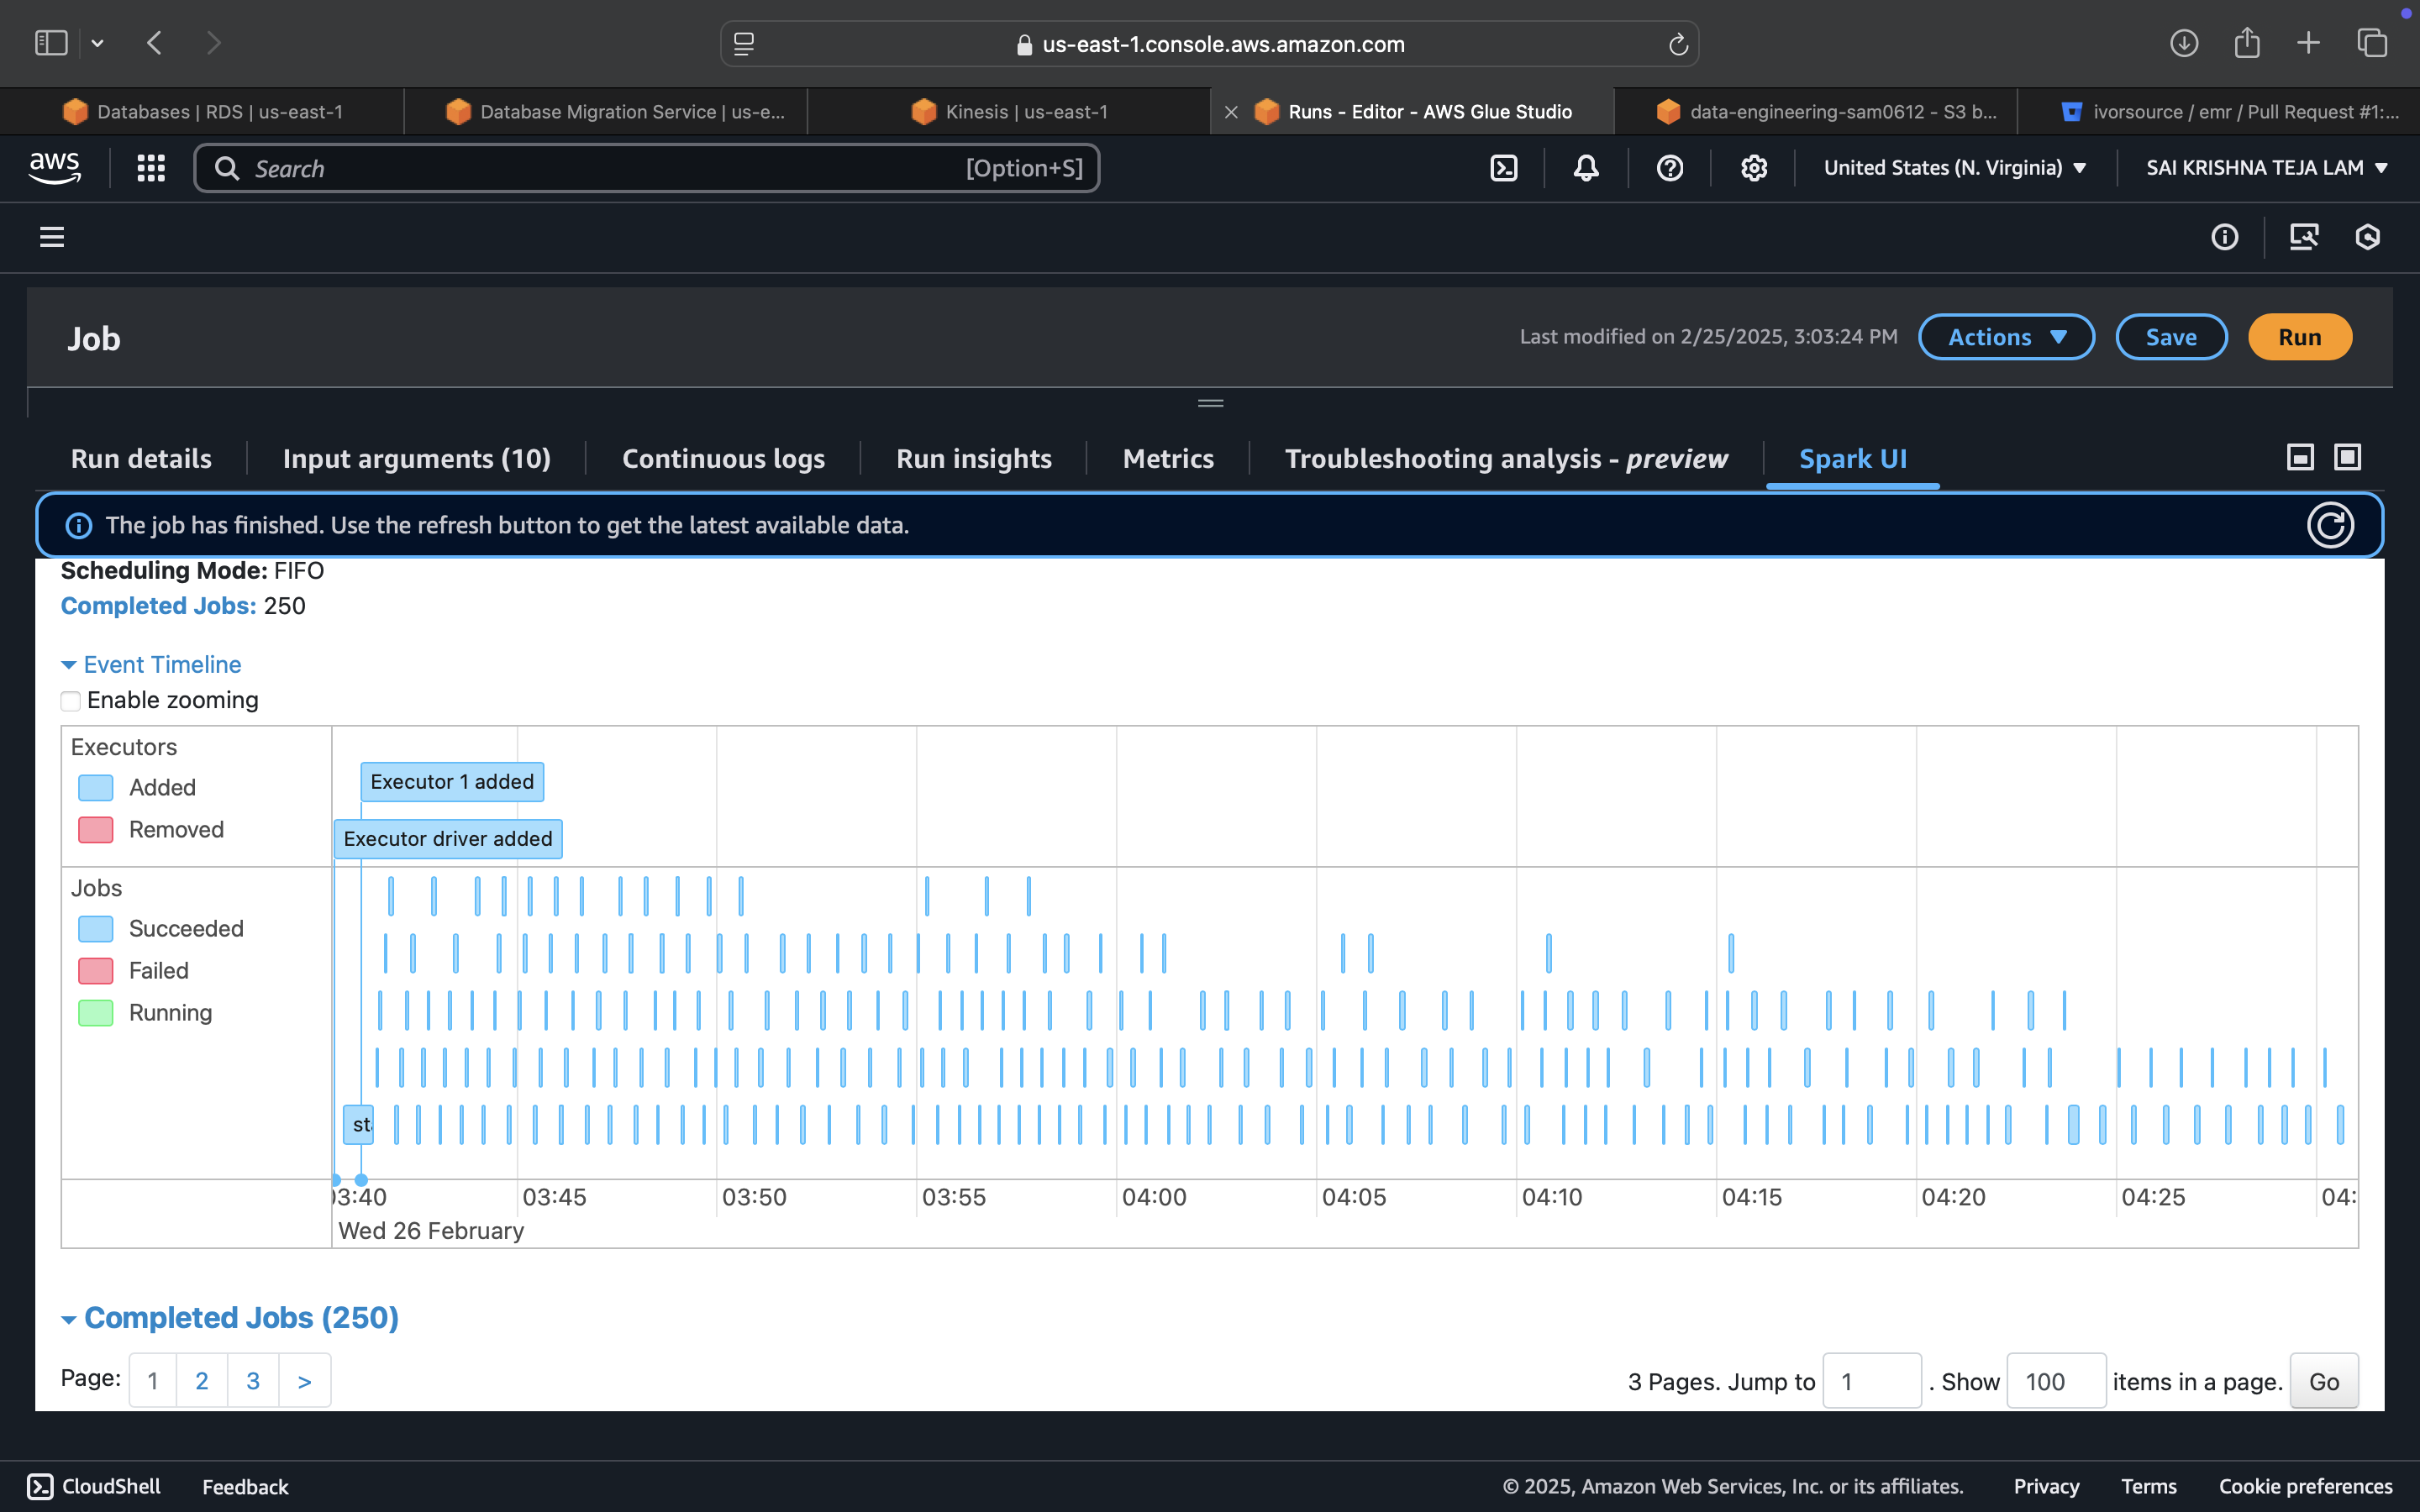 us-east-1.console.aws.amazon.com
Databases | RDS | us-east-1
Database Migration Service | us-e...
Kinesis | us-east-1
Runs - Editor - AWS Glue Studio
data-engineering-sam0612 - S3 b...
ivorsource / emr / Pull Request #1:...
aws
Search
[Option+S]
United States (N. Virginia)
SAI KRISHNA TEJA LAM
Job
Last modified on 2/25/2025, 3:03:24 PM
Actions
Save
Run
Run details
Input arguments (10)
Continuous logs
Run insights
Metrics
Troubleshooting analysis - preview
Spark UI
The job has finished. Use the refresh button to get the latest available data.
Scheduling Mode: FIFO
Completed Jobs: 250
Event Timeline
Enable zooming
Executors
Added
Removed
Executor 1 added
Executor driver added
Jobs
Succeeded
Failed
Running
st
03:40
03:45
03:50
03:55
04:00
04:05
04:10
04:15
04:20
04:25
04:
Wed 26 February
Completed Jobs (250)
Page: 1 2 3 >
3 Pages. Jump to 1 . Show 100 items in a page. Go
CloudShell
Feedback
© 2025, Amazon Web Services, Inc. or its affiliates.
Privacy
Terms
Cookie preferences